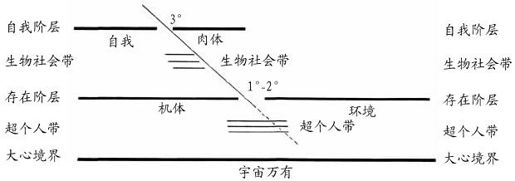 3°
自我阶层 自我 肉体 自我阶层
生物社会带 生物社会带 生物社会带
1°-2°
存在阶层 机体 环境 存在阶层
超个人带 超个人带 超个人带
大心境界 大心境界
宇宙万有